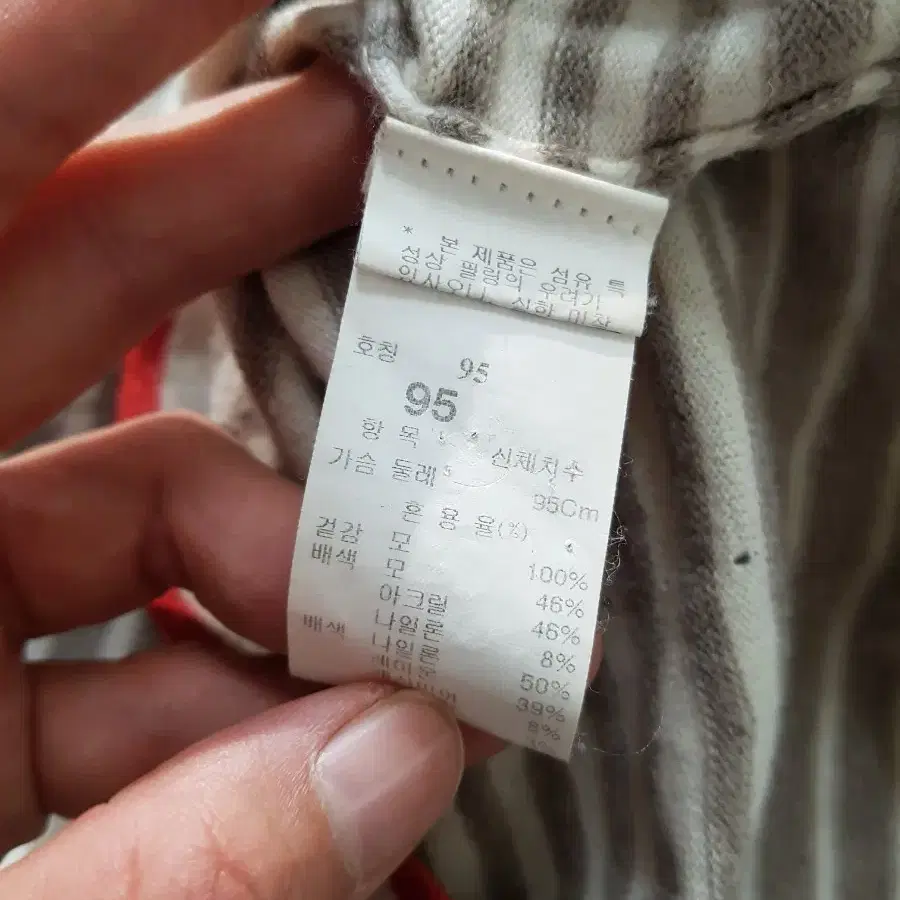 * 본 제품은 섬유 특
성상 필링의 우려가
호칭 95
95
항 목 신체치수
가슴 둘레 95Cm
혼 용 율(%)
겉감 모 100%
배색 모 46%
아크릴 46%
나일론 8%
배색 나일론 50%
39%
8%